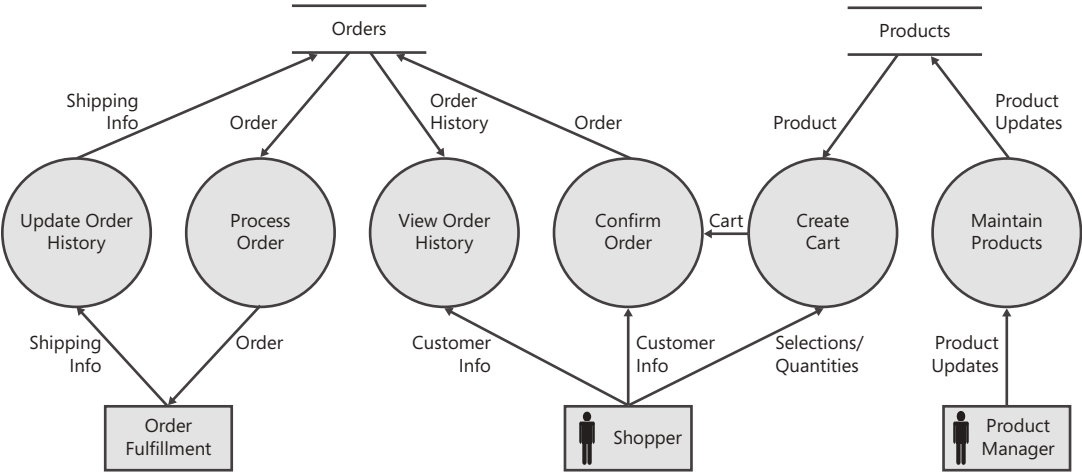 Orders
Products
Shipping
Info
Order
Order
History
Order
Product
Product
Updates
Update Order
History
Process
Order
View Order
History
Confirm
Order
Cart
Create
Cart
Maintain
Products
Shipping
Info
Order
Customer
Info
Customer
Info
Selections/
Quantities
Product
Updates
Order
Fulfillment
Shopper
Product
Manager